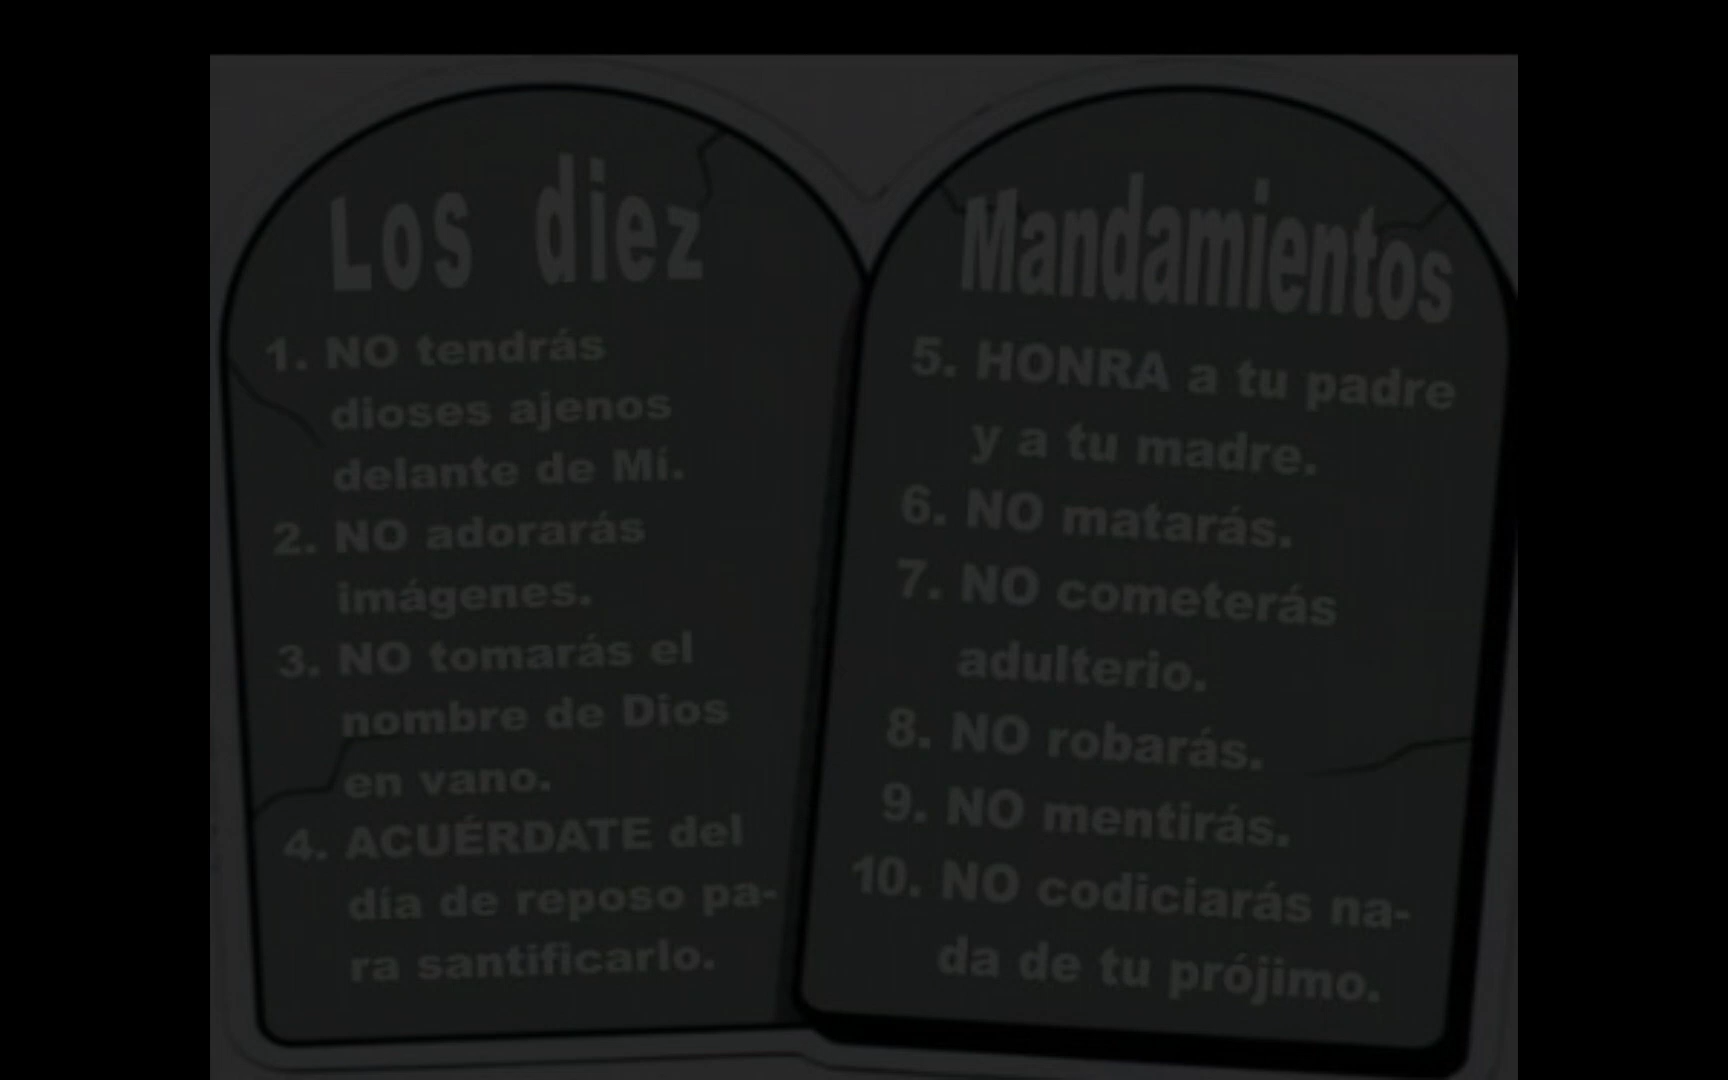 Los diez
1. NO tendrás
dioses ajenos
delante de Mí.
2. NO adorarás
imágenes.
3. NO tomarás el
nombre de Dios
en vano.
4. ACUÉRDATE del
día de reposo pa-
ra santificarlo.
Mandamientos
5. HONRA a tu padre
y a tu madre.
6. NO matarás.
7. NO cometerás
adulterio.
8. NO robarás.
9. NO mentirás.
10. NO codiciarás na-
da de tu prójimo.